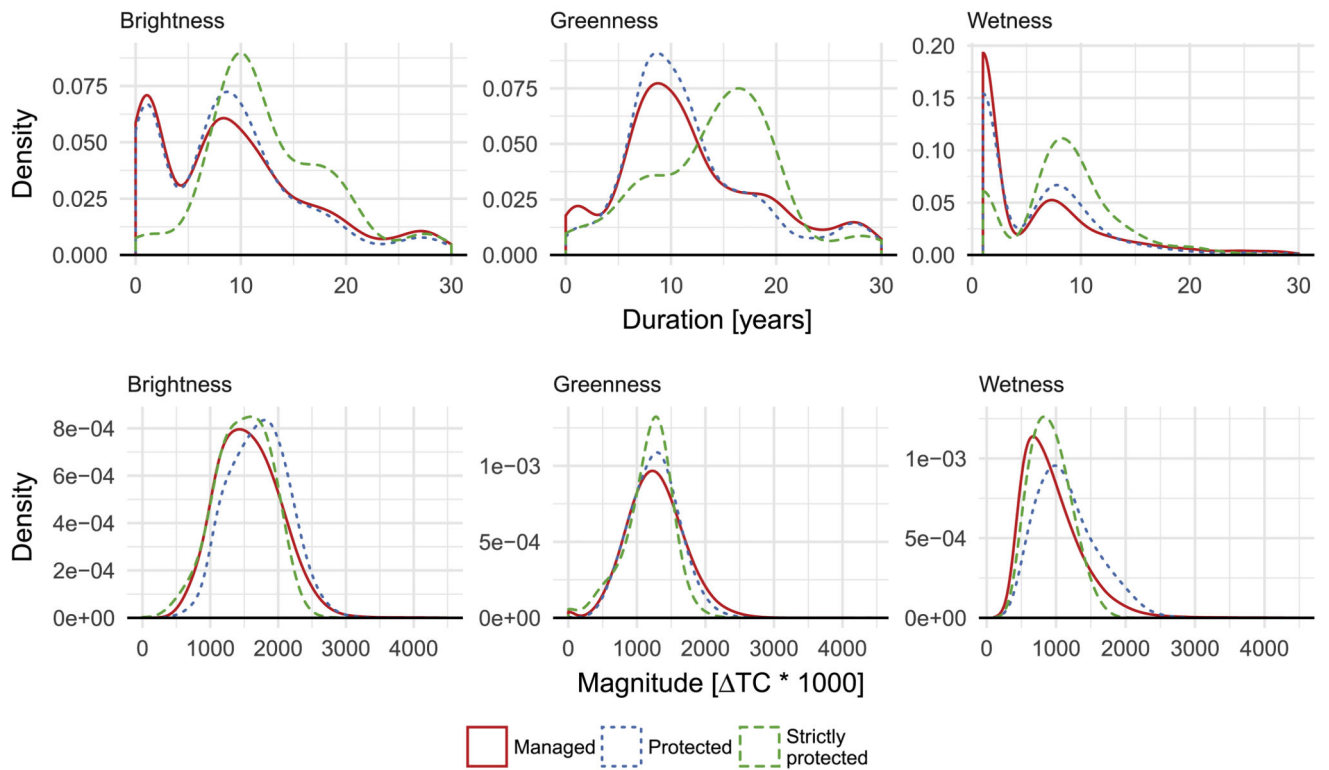 Brightness
Greenness
Wetness
Density
0.075
0.050
0.025
0.000
0 10 20 30
0.075
0.050
0.025
0.000
0 10 20 30
0.20
0.15
0.10
0.05
0.00
0 10 20 30
Duration [years]
Brightness
Greenness
Wetness
Density
8e−04
6e−04
4e−04
2e−04
0e+00
0 1000 2000 3000 4000
1e−03
5e−04
0e+00
0 1000 2000 3000 4000
1e−03
5e−04
0e+00
0 1000 2000 3000 4000
Magnitude [ΔTC * 1000]
Managed
Protected
Strictly
protected